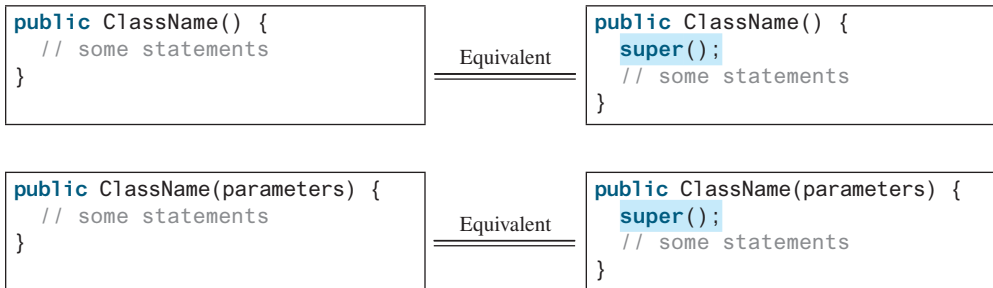 public ClassName() {
// some statements
}
Equivalent
public ClassName() {
super();
// some statements
}
public ClassName(parameters) {
// some statements
}
Equivalent
public ClassName(parameters) {
super();
// some statements
}